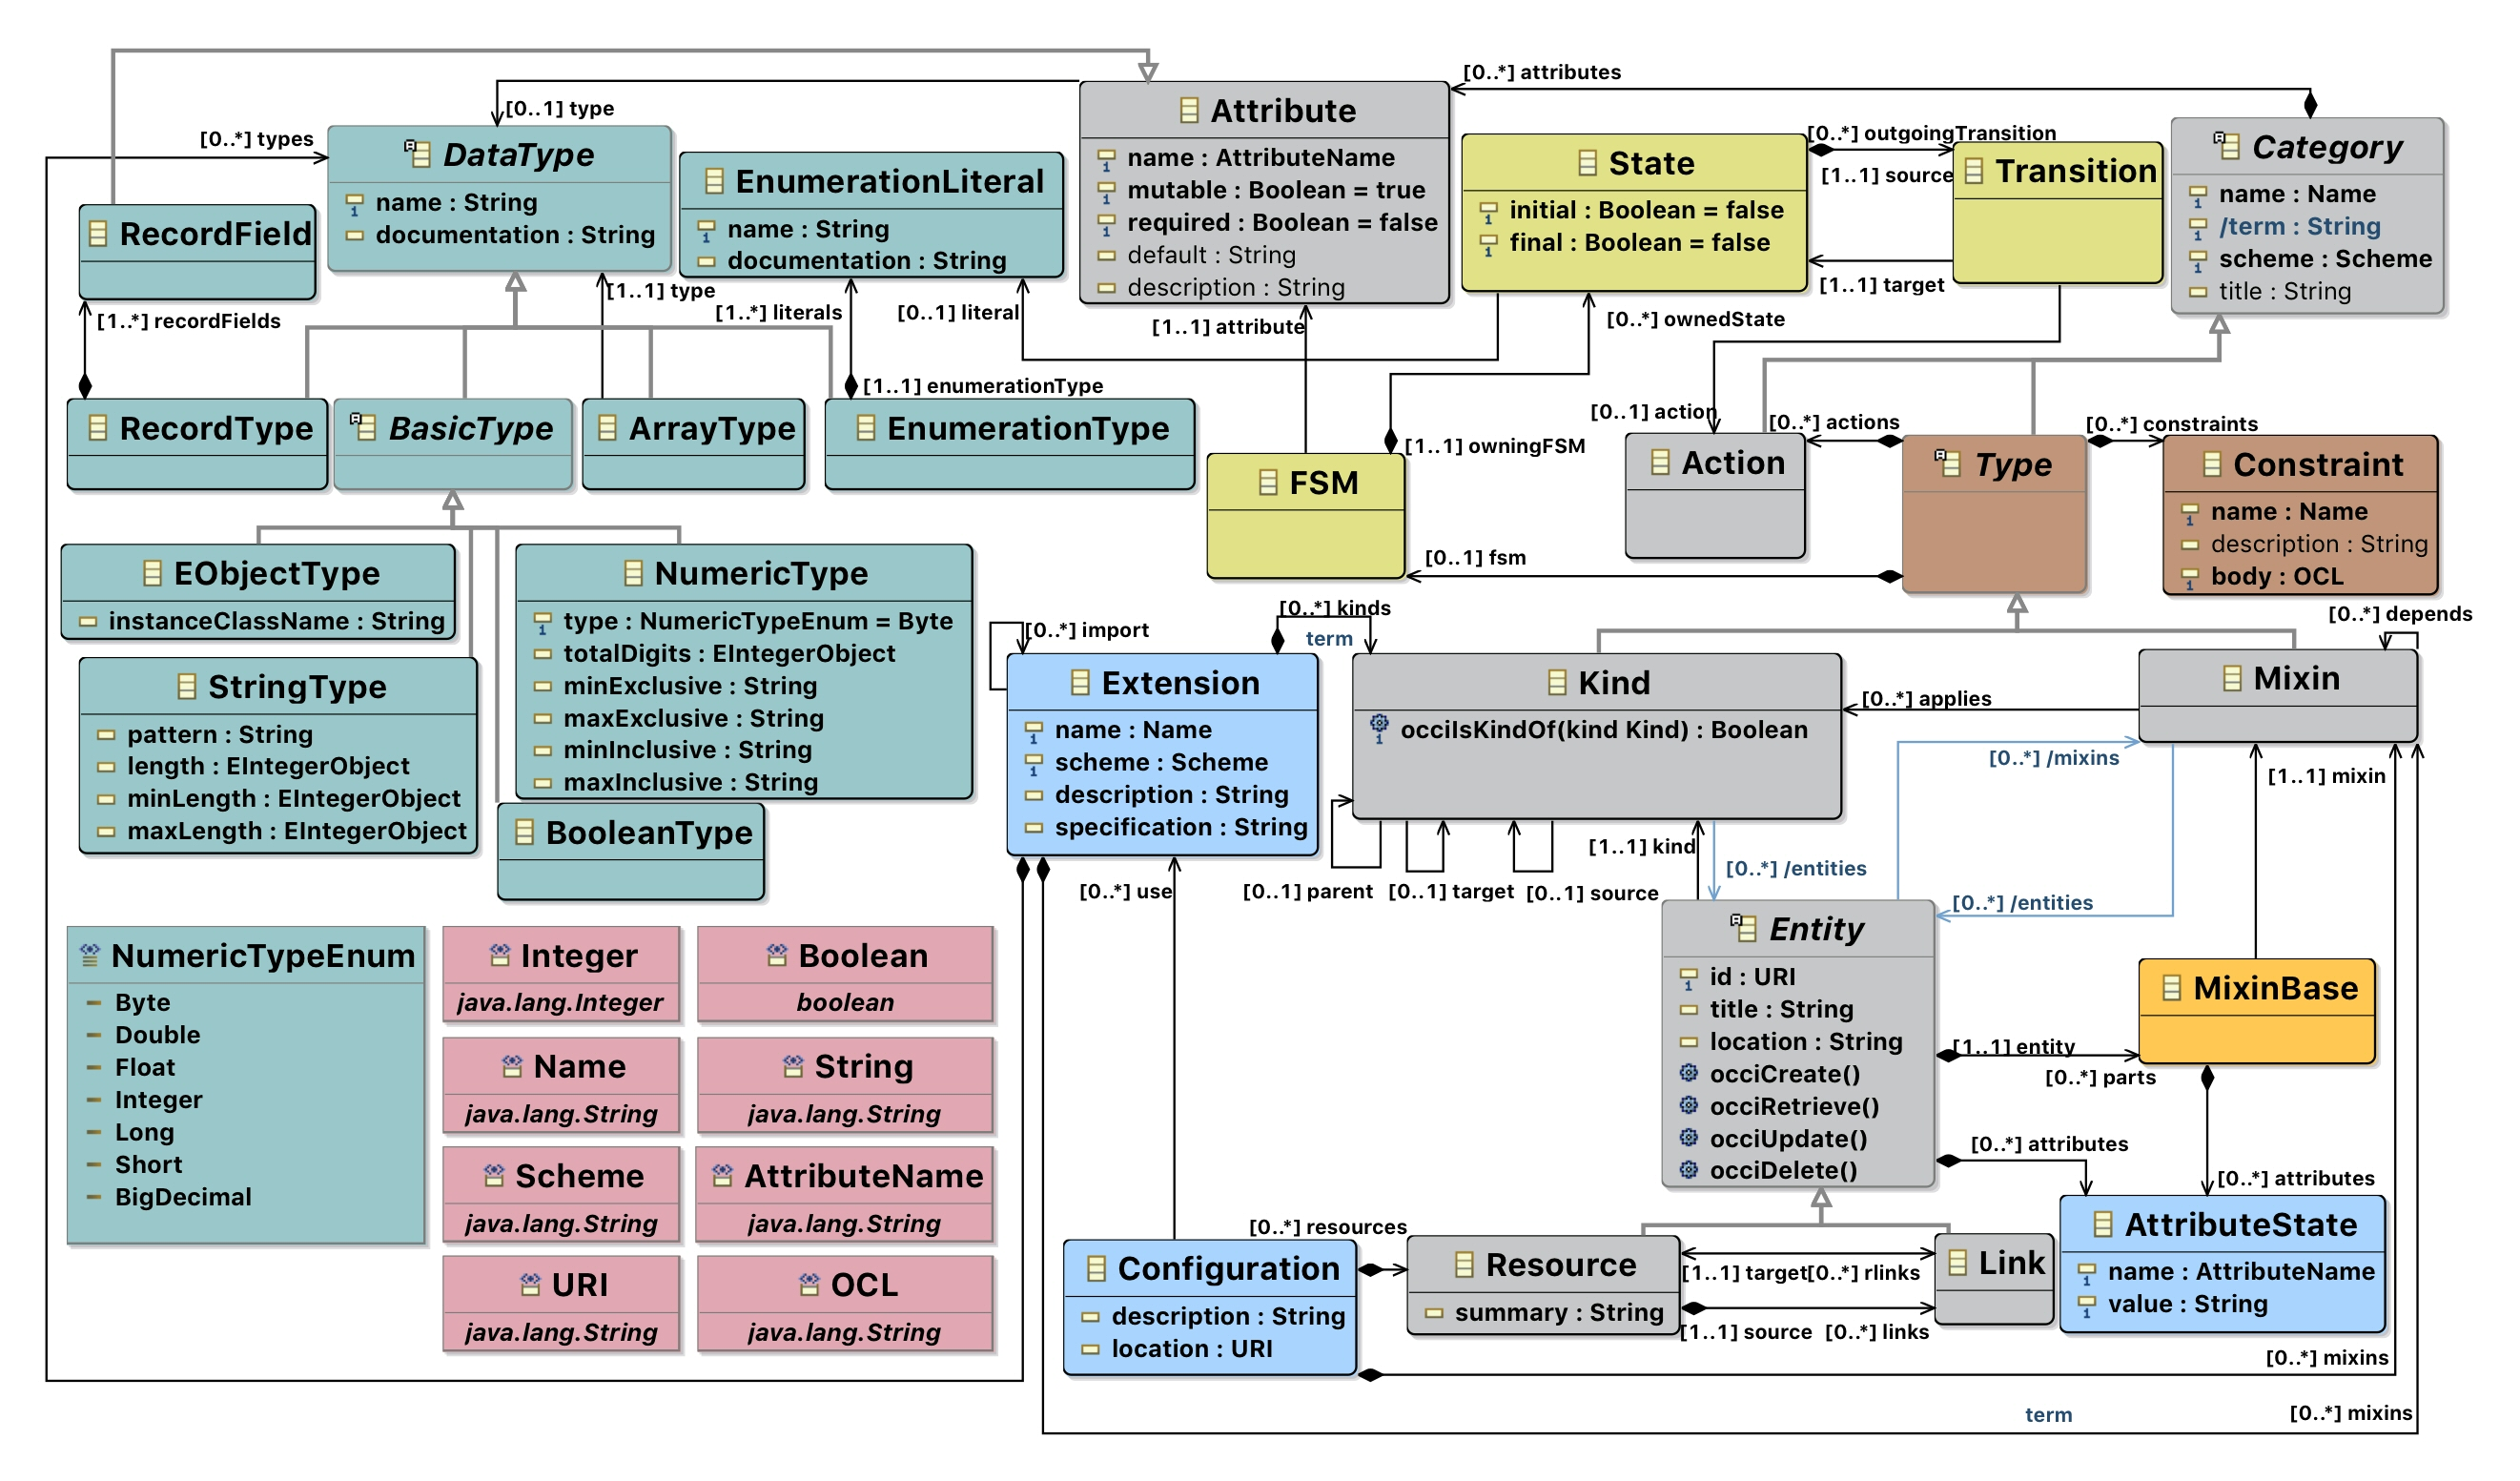 [0..*] attributes
[0..1] type
[0..*] types
DataType
name : String
documentation : String
EnumerationLiteral
name : String
documentation : String
Attribute
name : AttributeName
mutable : Boolean = true
required : Boolean = false
default : String
description : String
State
initial : Boolean = false
final : Boolean = false
[0..*] outgoingTransition
[1..1] source
Transition
[1..1] target
Category
name : Name
/term : String
scheme : Scheme
title : String
RecordField
[1..*] recordFields
[1..1] type
[1..*] literals
[0..1] literal
[1..1] attribute
[0..*] ownedState
[1..1] enumerationType
RecordType
BasicType
ArrayType
EnumerationType
[1..1] owningFSM
FSM
[0..1] action
[0..*] actions
[0..*] constraints
Action
Type
Constraint
name : Name
description : String
body : OCL
[0..1] fsm
EObjectType
instanceClassName : String
NumericType
type : NumericTypeEnum = Byte
totalDigits : EIntegerObject
minExclusive : String
maxExclusive : String
minInclusive : String
maxInclusive : String
StringType
pattern : String
length : EIntegerObject
minLength : EIntegerObject
maxLength : EIntegerObject
BooleanType
[0..*] import
[0..*] kinds
term
Extension
name : Name
scheme : Scheme
description : String
specification : String
Kind
occiIsKindOf(kind Kind) : Boolean
[0..*] depends
Mixin
[0..*] applies
[0..*] /mixins
[1..1] mixin
[0..*] use
[0..1] parent
[0..1] target
[0..1] source
[1..1] kind
[0..*] /entities
[0..*] /entities
Entity
id : URI
title : String
location : String
occiCreate()
occiRetrieve()
occiUpdate()
occiDelete()
MixinBase
[1..1] entity
[0..*] parts
[0..*] attributes
[0..*] attributes
NumericTypeEnum
Byte
Double
Float
Integer
Long
Short
BigDecimal
Integer
java.lang.Integer
Boolean
boolean
Name
java.lang.String
String
java.lang.String
Scheme
java.lang.String
AttributeName
java.lang.String
URI
java.lang.String
OCL
java.lang.String
[0..*] resources
Configuration
description : String
location : URI
Resource
summary : String
[1..1] target
[0..*] rlinks
[1..1] source
[0..*] links
Link
AttributeState
name : AttributeName
value : String
[0..*] mixins
term
[0..*] mixins